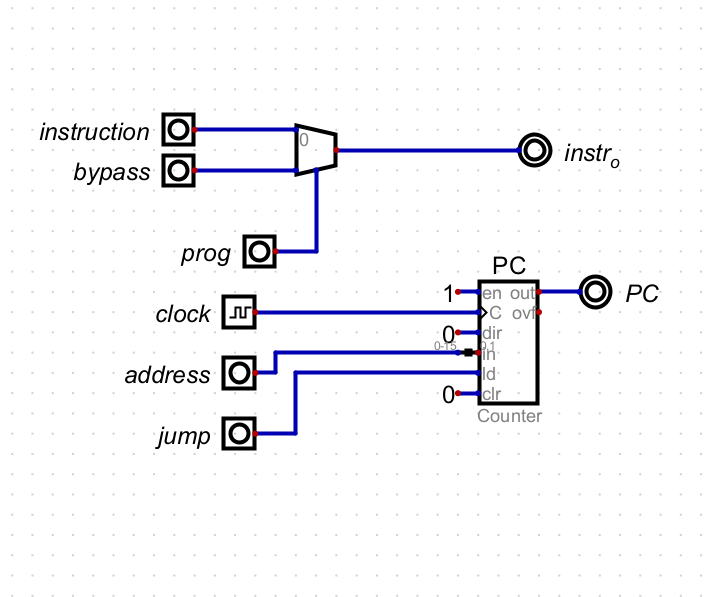 instruction
0
bypass
instr_o
prog
PC
clock
1
en out
PC
C ovf
0
dir
0-15
0,1
in
address
ld
0
clr
jump
Counter